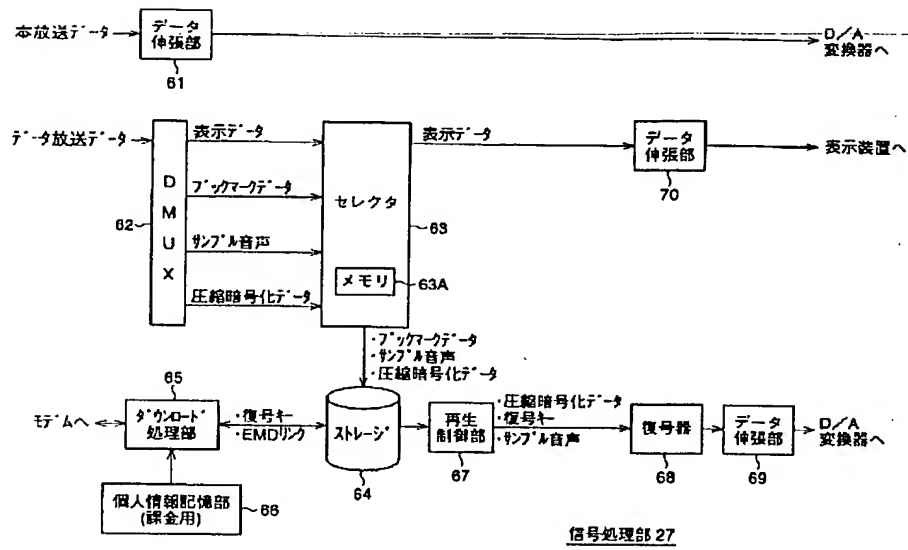 本放送データ
データ
伸張部
61
D/A
変換器へ
データ放送データ
62
DMUX
表示データ
ブックマークデータ
サンプル音声
圧縮暗号化データ
セレクタ
メモリ
63
63A
表示データ
データ
伸張部
70
表示装置へ
・ブックマークデータ
・サンプル音声
・圧縮暗号化データ
モデムへ
65
ダウンロード
処理部
・復号キー
・EMDリンク
ストレージ
64
再生
制御部
67
・圧縮暗号化データ
・復号キー
・サンプル音声
復号器
68
データ
伸張部
69
D/A
変換器へ
個人情報記憶部
(課金用)
66
信号処理部 27